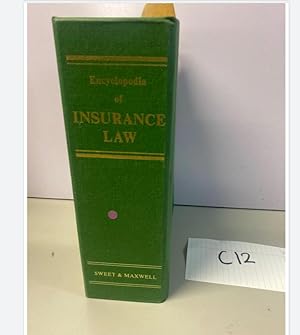 Encyclopedia
of
INSURANCE
LAW
SWEET & MAXWELL
C12